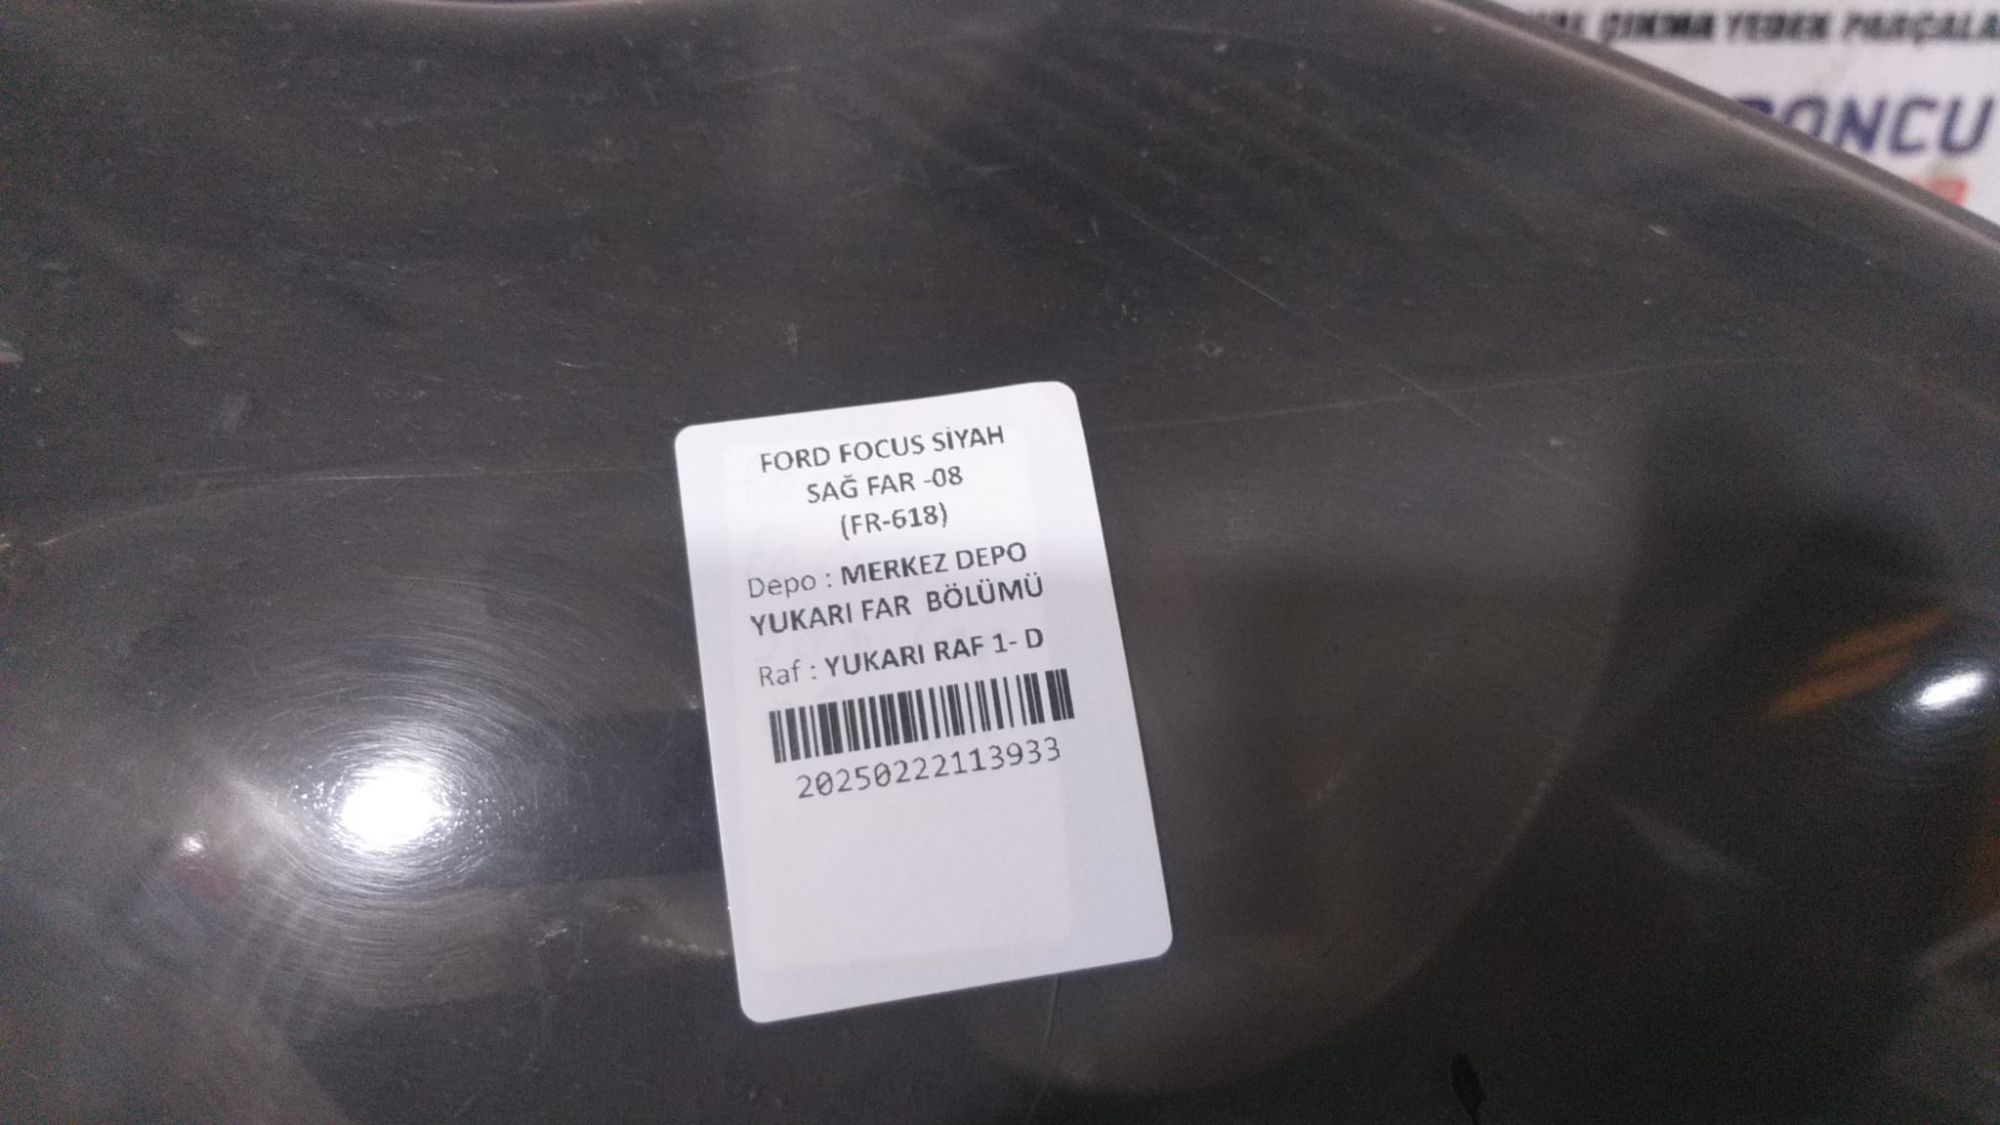 ÇIKMA YEDEK PARÇALA
ONCU
FORD FOCUS SİYAH
SAĞ FAR -08
(FR-618)
Depo : MERKEZ DEPO
YUKARI FAR BÖLÜMÜ
Raf : YUKARI RAF 1- D
20250222113933